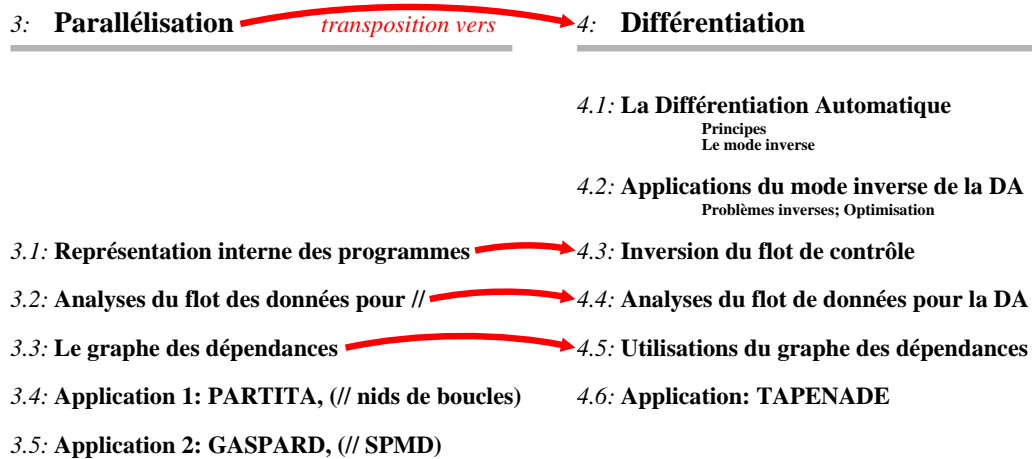 3: Parallélisation
transposition vers
4: Différentiation
4.1: La Différentiation Automatique
Principes
Le mode inverse
4.2: Applications du mode inverse de la DA
Problèmes inverses; Optimisation
3.1: Représentation interne des programmes
4.3: Inversion du flot de contrôle
3.2: Analyses du flot des données pour //
4.4: Analyses du flot de données pour la DA
3.3: Le graphe des dépendances
4.5: Utilisations du graphe des dépendances
3.4: Application 1: PARTITA, (// nids de boucles)
4.6: Application: TAPENADE
3.5: Application 2: GASPARD, (// SPMD)